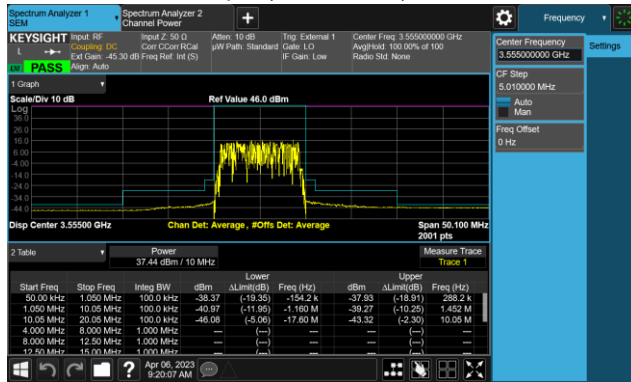 Spectrum Analyzer 1
SEM
Spectrum Analyzer 2
Channel Power
Frequency
KEYSIGHT
L
PASS
Input: RF
Coupling: DC
Ext Gain: -45.30 dB
Align: Auto
Input Z: 50 Ω
Corr CCorr RCal
Freq Ref: Int (S)
Atten: 10 dB
µW Path: Standard
Trig: External 1
Gate: LO
IF Gain: Low
Center Freq: 3.555000000 GHz
Avg|Hold: 100.00% of 100
Radio Std: None
Center Frequency
3.555000000 GHz
Settings
CF Step
5.010000 MHz
Auto
Man
Freq Offset
0 Hz
1 Graph
Scale/Div 10 dB
Ref Value 46.0 dBm
Log
36.0
26.0
16.0
6.00
-4.00
-14.0
-24.0
-34.0
-44.0
Disp Center 3.55500 GHz
Chan Det: Average, #Offs Det: Average
Span 50.100 MHz
2001 pts
2 Table
Power
37.44 dBm / 10 MHz
Measure Trace
Trace 1
Lower Upper
Start Freq Stop Freq Integ BW dBm ΔLimit(dB) Freq (Hz) dBm ΔLimit(dB) Freq (Hz)
50.00 kHz 1.050 MHz 100.0 kHz -38.37 (-19.35) -154.2 k -37.93 (-18.91) 288.2 k
1.050 MHz 10.05 MHz 100.0 kHz -40.97 (-11.95) -1.160 M -39.27 (-10.25) 1.452 M
10.05 MHz 20.05 MHz 100.0 kHz -46.08 (-5.06) -17.60 M -43.32 (-2.30) 10.05 M
4.000 MHz 8.000 MHz 1.000 MHz --- (---) --- (---)
8.000 MHz 12.50 MHz 1.000 MHz --- (---) --- (---)
12.50 MHz 15.00 MHz 1.000 MHz --- (---) --- (---)
?
Apr 06, 2023
9:20:07 AM